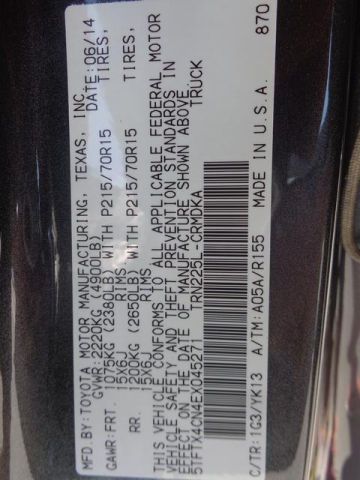 MFD.BY:TOYOTA MOTOR MANUFACTURING, TEXAS, INC.
DATE:06/14
GVWR:2220KG (4900LB)
GAWR:FRT. 1075KG (2380LB) WITH P215/70R15 TIRES,
15X6J RIMS
RR. 1200KG (2650LB) WITH P215/70R15 TIRES,
15X6J RIMS
THIS VEHICLE CONFORMS TO ALL APPLICABLE FEDERAL MOTOR
VEHICLE SAFETY AND THEFT PREVENTION STANDARDS IN
EFFECT ON THE DATE OF MANUFACTURE SHOWN ABOVE.
5TFTX4CN4EX045271 TRN225L-CRMDKA TRUCK
C/TR:1G3/YK13 A/TM:A05A/R155 MADE IN U.S.A. 870